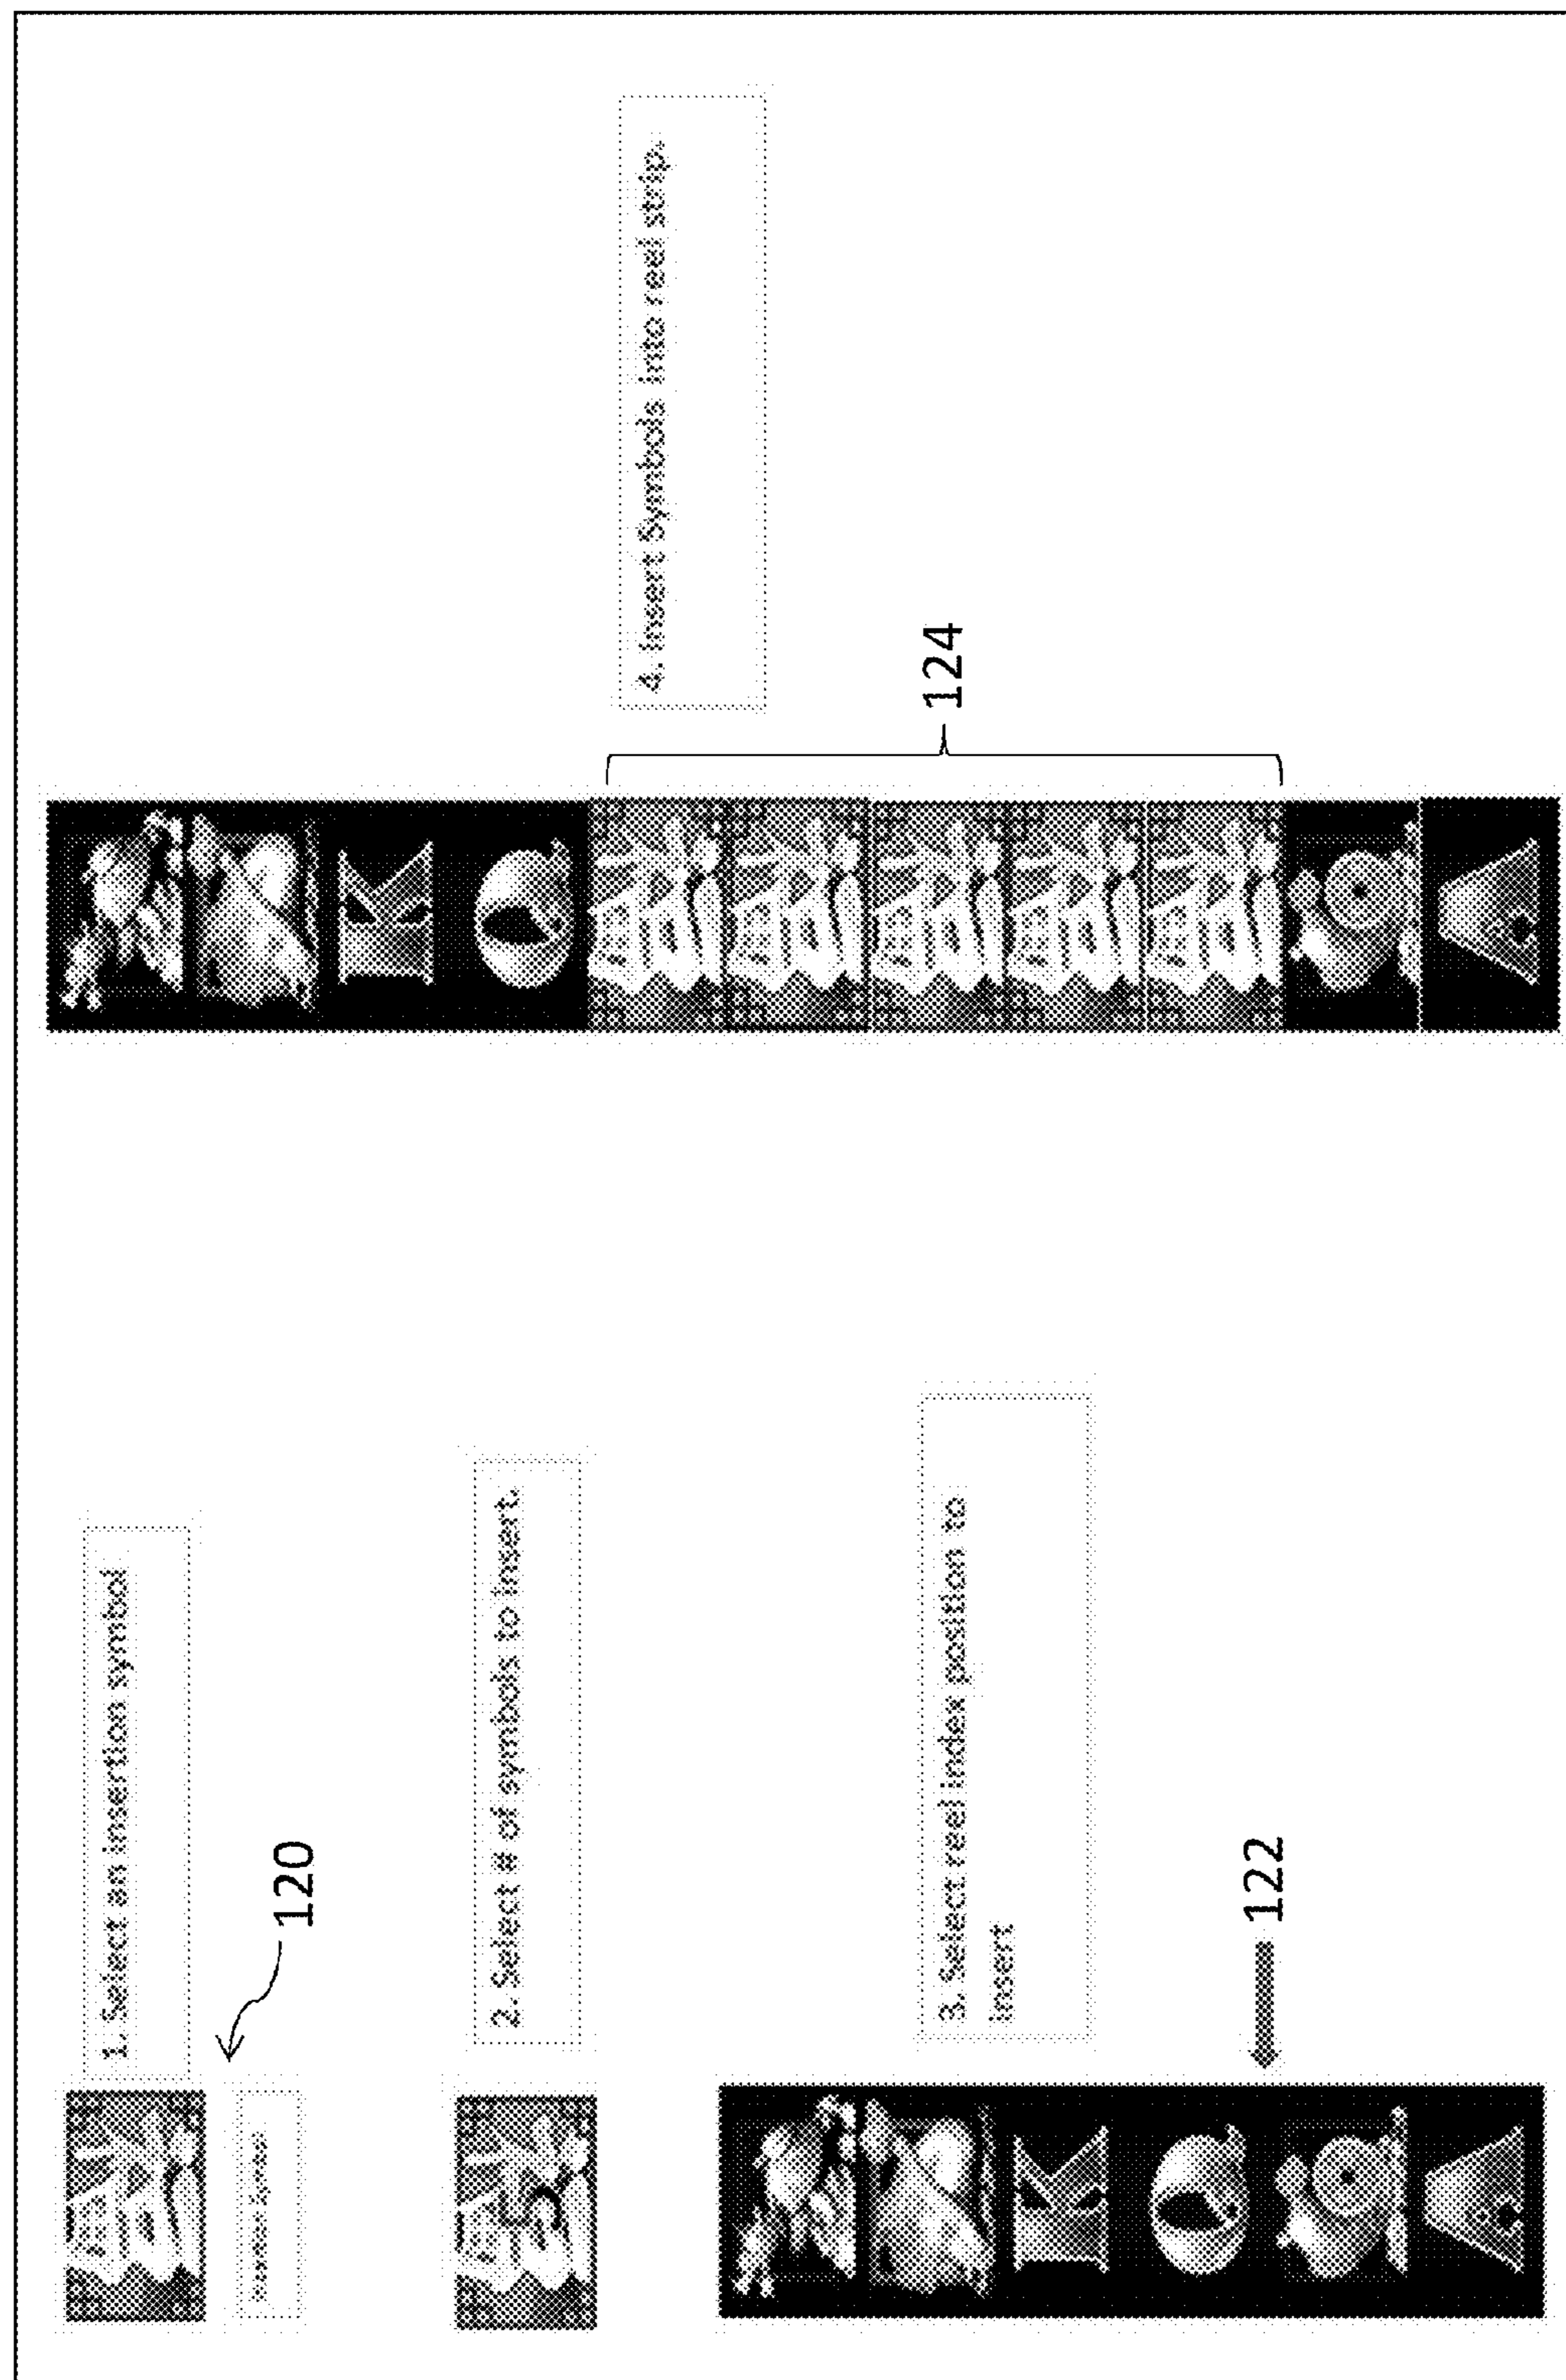 1. Select an insertion symbol
120
2. Select # of symbols to insert.
5
3. Select reel index position to
insert
122
K
Q
A
4. Insert Symbols into reel strip.
124
K
Q
A